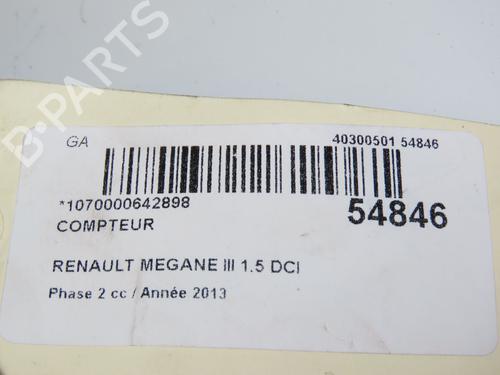 B-PARTS
GA
40300501 54846
*1070000642898
54846
COMPTEUR
RENAULT MEGANE III 1.5 DCI
Phase 2 cc / Année 2013